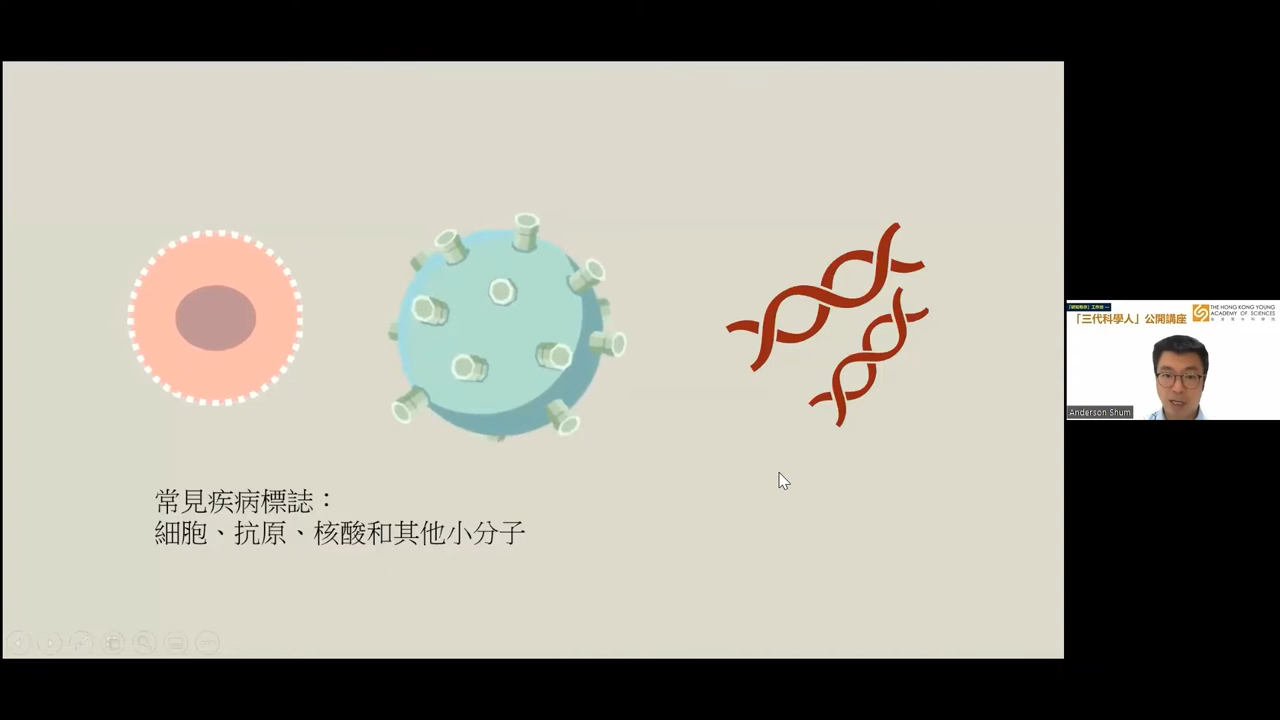 常見疾病標誌：
細胞、抗原、核酸和其他小分子
「三代科學人」公開講座
THE HONG KONG YOUNG
ACADEMY OF SCIENCES
Anderson Shum